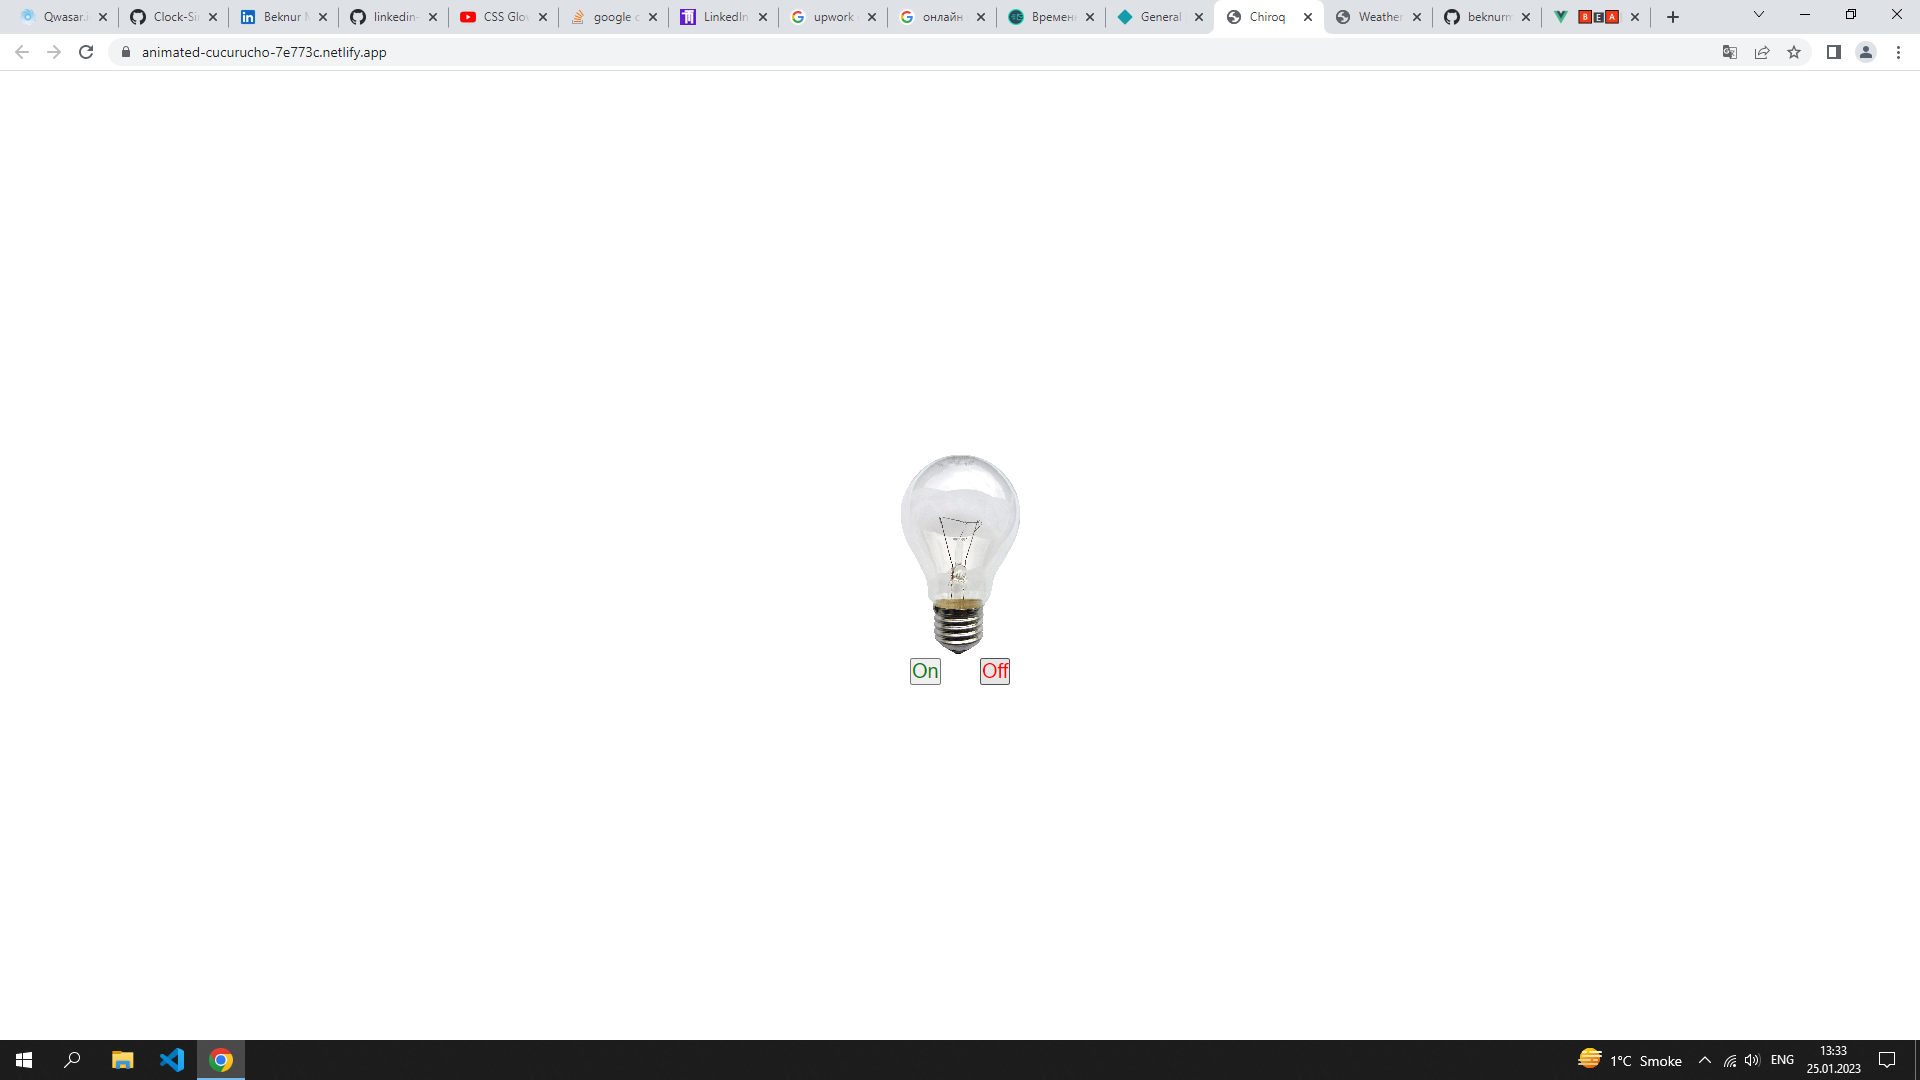 Qwasar.i
Clock-Si
Beknur M
linkedin-
CSS Glo
google c
LinkedIn
upwork
онлайн
Времен
General
Chiroq
Weather
beknurm
B E A
animated-cucurucho-7e773c.netlify.app
On
Off
1°C Smoke
ENG
13:33
25.01.2023